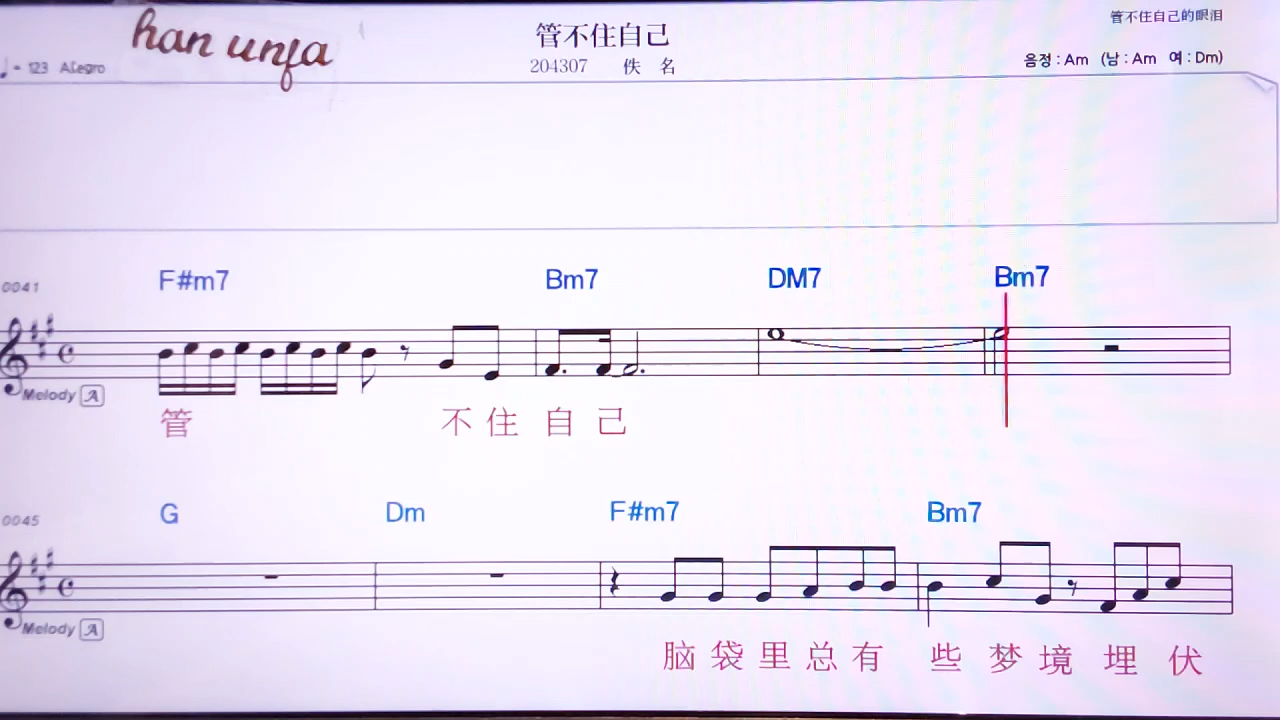 han unfa
管不住自己
管不住自己的眼泪
♩= 123 Allegro
204307 佚 名
음정 : Am (남 : Am 여 : Dm)
F#m7 Bm7 DM7 Bm7
0041
Melody A
管 不 住 自 己
G Dm F#m7 Bm7
0045
Melody A
脑 袋 里 总 有 些 梦 境 埋 伏